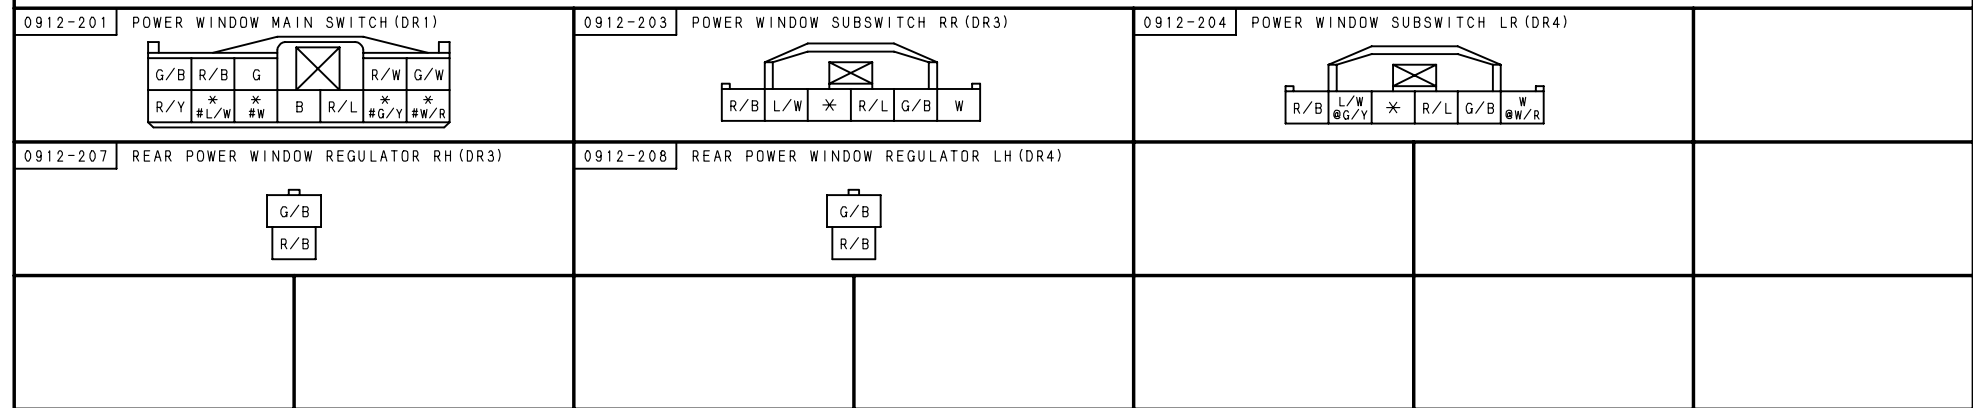 0912-201 POWER WINDOW MAIN SWITCH(DR1)
G/B R/B G R/W G/W
R/Y * #L/W * #W B R/L * #G/Y * #W/R
0912-203 POWER WINDOW SUBSWITCH RR(DR3)
R/B L/W * R/L G/B W
0912-204 POWER WINDOW SUBSWITCH LR(DR4)
R/B L/W @G/Y * R/L G/B W @W/R
0912-207 REAR POWER WINDOW REGULATOR RH(DR3)
G/B
R/B
0912-208 REAR POWER WINDOW REGULATOR LH(DR4)
G/B
R/B